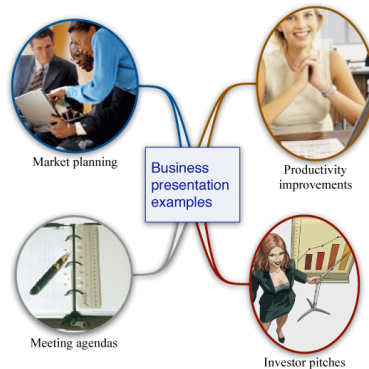 Market planning
Productivity
improvements
Business
presentation
examples
Meeting agendas
Investor pitches